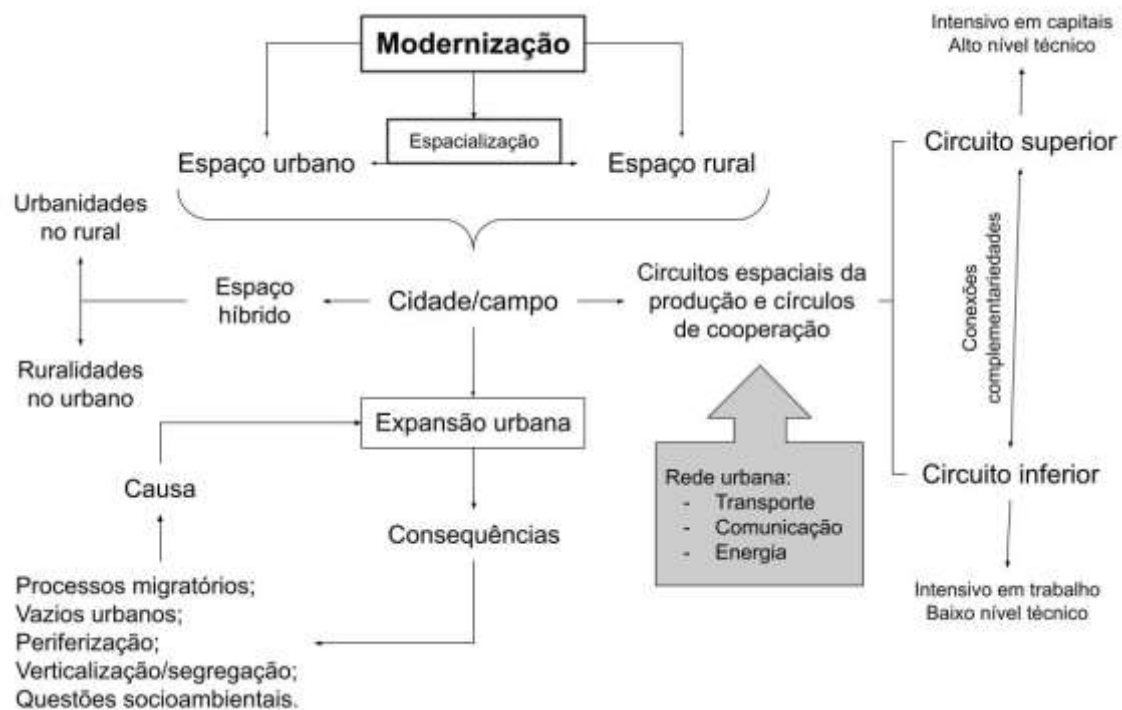 Modernização
Espacialização
Espaço urbano
Espaço rural
Intensivo em capitais
Alto nível técnico
Circuito superior
Urbanidades
no rural
Espaço
híbrido
Cidade/campo
Circuitos espaciais da
produção e círculos
de cooperação
Conexões
complementariedades
Ruralidades
no urbano
Expansão urbana
Causa
Consequências
Rede urbana:
- Transporte
- Comunicação
- Energia
Circuito inferior
Intensivo em trabalho
Baixo nível técnico
Processos migratórios;
Vazios urbanos;
Periferização;
Verticalização/segregação;
Questões socioambientais.